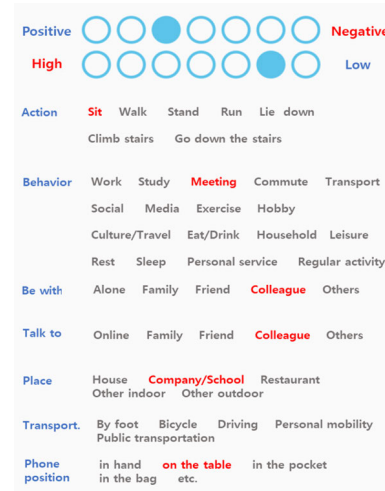 Positive Negative
High Low
Action Sit Walk Stand Run Lie down
Climb stairs Go down the stairs
Behavior Work Study Meeting Commute Transport
Social Media Exercise Hobby
Culture/Travel Eat/Drink Household Leisure
Rest Sleep Personal service Regular activity
Be with Alone Family Friend Colleague Others
Talk to Online Family Friend Colleague Others
Place House Company/School Restaurant
Other indoor Other outdoor
Transport. By foot Bicycle Driving Personal mobility
Public transportation
Phone in hand on the table in the pocket
position in the bag etc.